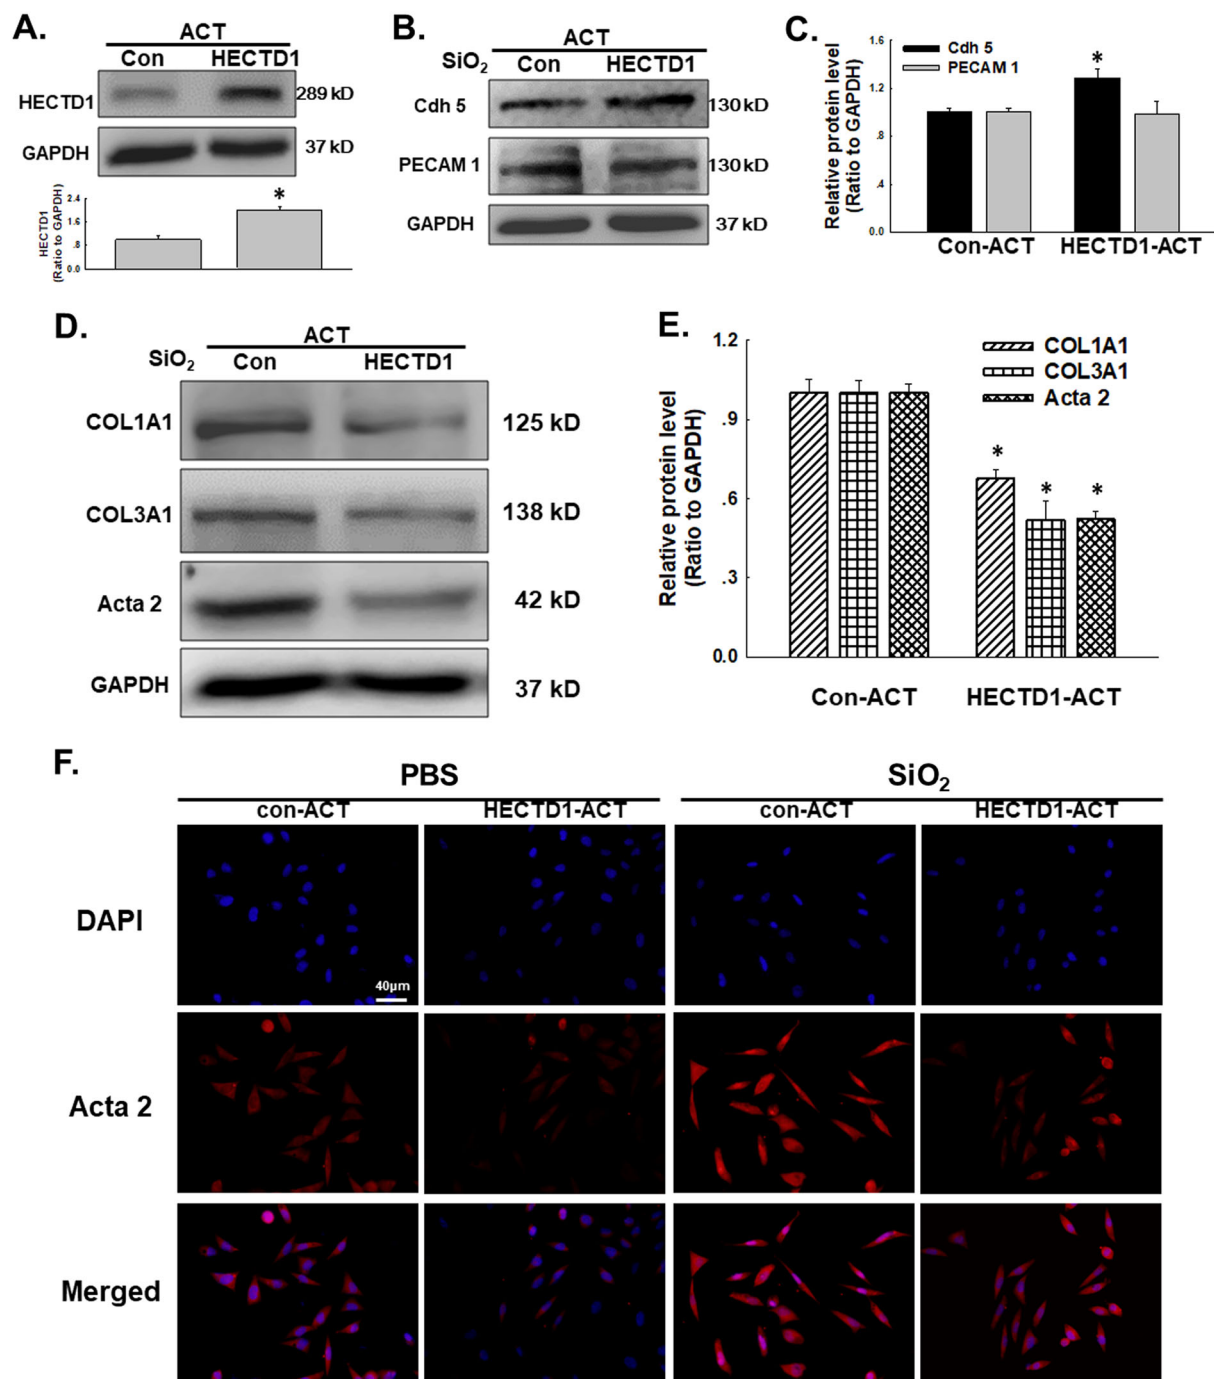 A.
ACT
Con HECTD1
HECTD1 289 kD
GAPDH 37 kD
HECTD1
(Ratio to GAPDH)
2.4
1.6
.8
0.0
*
B.
ACT
SiO₂ Con HECTD1
Cdh 5 130 kD
PECAM 1 130 kD
GAPDH 37 kD
C.
Relative protein level
(Ratio to GAPDH)
1.6
1.2
.8
.4
0.0
Cdh 5
PECAM 1
*
Con-ACT HECTD1-ACT
D.
ACT
SiO₂ Con HECTD1
COL1A1 125 kD
COL3A1 138 kD
Acta 2 42 kD
GAPDH 37 kD
E.
Relative protein level
(Ratio to GAPDH)
1.2
.9
.6
.3
0.0
COL1A1
COL3A1
Acta 2
* * *
Con-ACT HECTD1-ACT
F.
PBS SiO₂
con-ACT HECTD1-ACT con-ACT HECTD1-ACT
DAPI
40µm
Acta 2
Merged